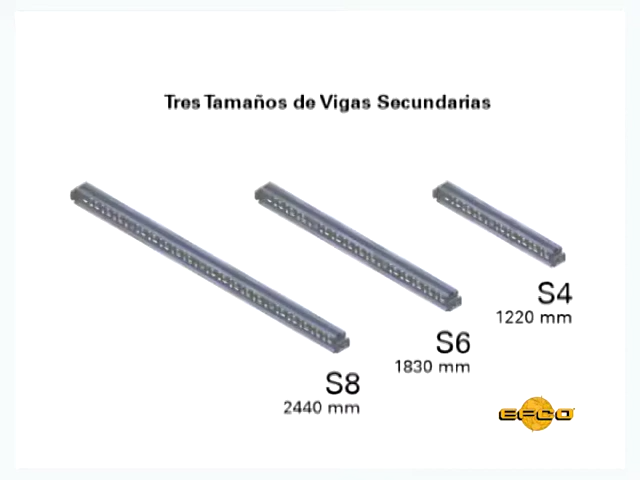 Tres Tamaños de Vigas Secundarias
S4
1220 mm
S6
1830 mm
S8
2440 mm
EFCO